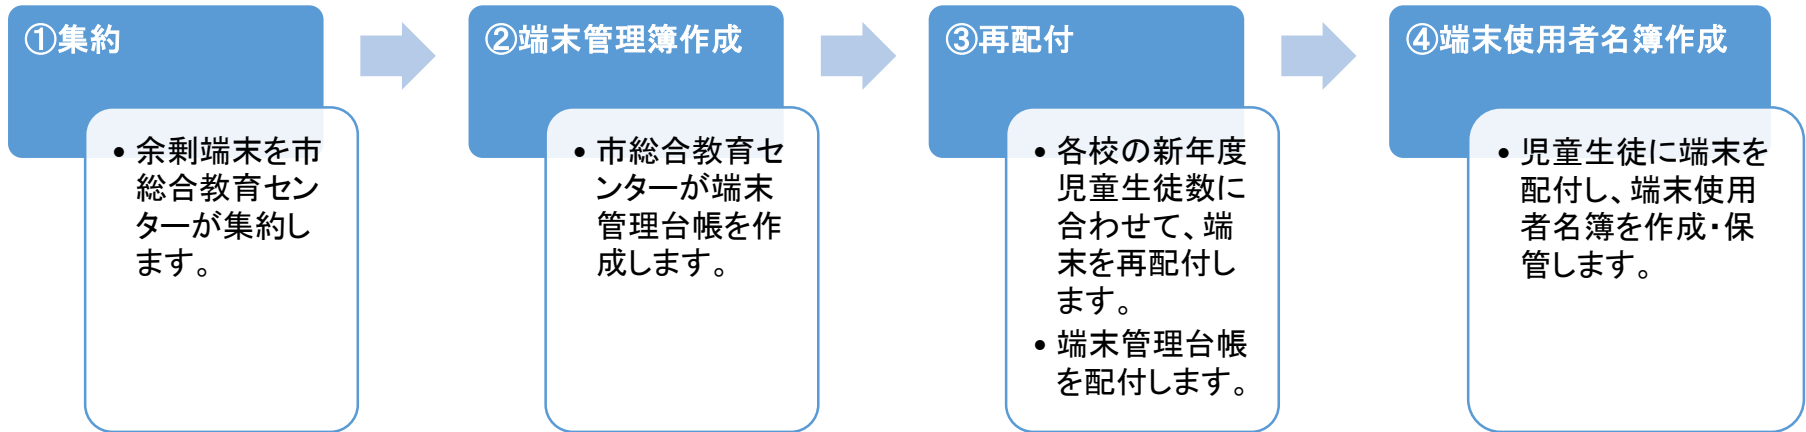 ①集約
• 余剰端末を市
総合教育セン
ターが集約し
ます。
②端末管理簿作成
• 市総合教育セ
ンターが端末
管理台帳を作
成します。
③再配付
• 各校の新年度
児童生徒数に
合わせて、端
末を再配付し
ます。
• 端末管理台帳
を配付します。
④端末使用者名簿作成
• 児童生徒に端末を
配付し、端末使用
者名簿を作成・保
管します。